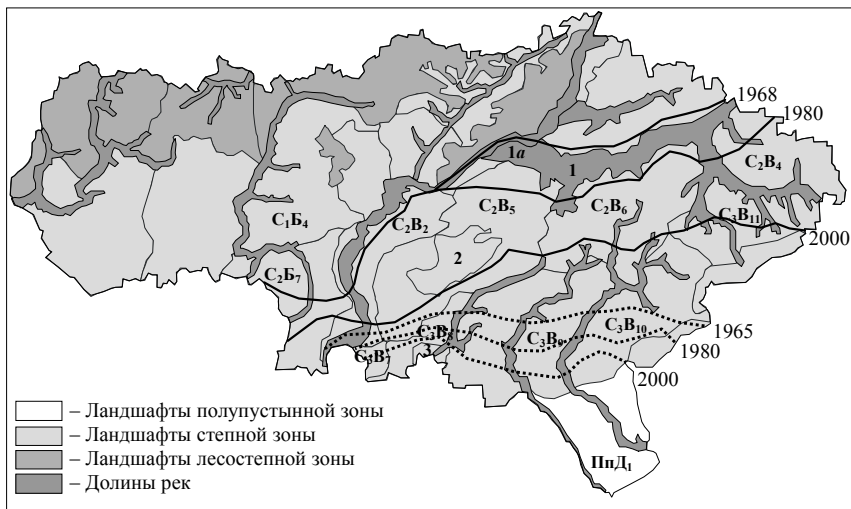 1968
1980
1а
1
С₂В₄
С₂В₂
С₂В₅
С₂В₆
С₃В₁₁
С₁Б₄
2000
2
С₂Б₇
С₃В₈
С₃В₉
С₃В₁₀
1965
С₃В₇
3
1980
2000
ПпД₁
– Ландшафты полупустынной зоны
– Ландшафты степной зоны
– Ландшафты лесостепной зоны
– Долины рек